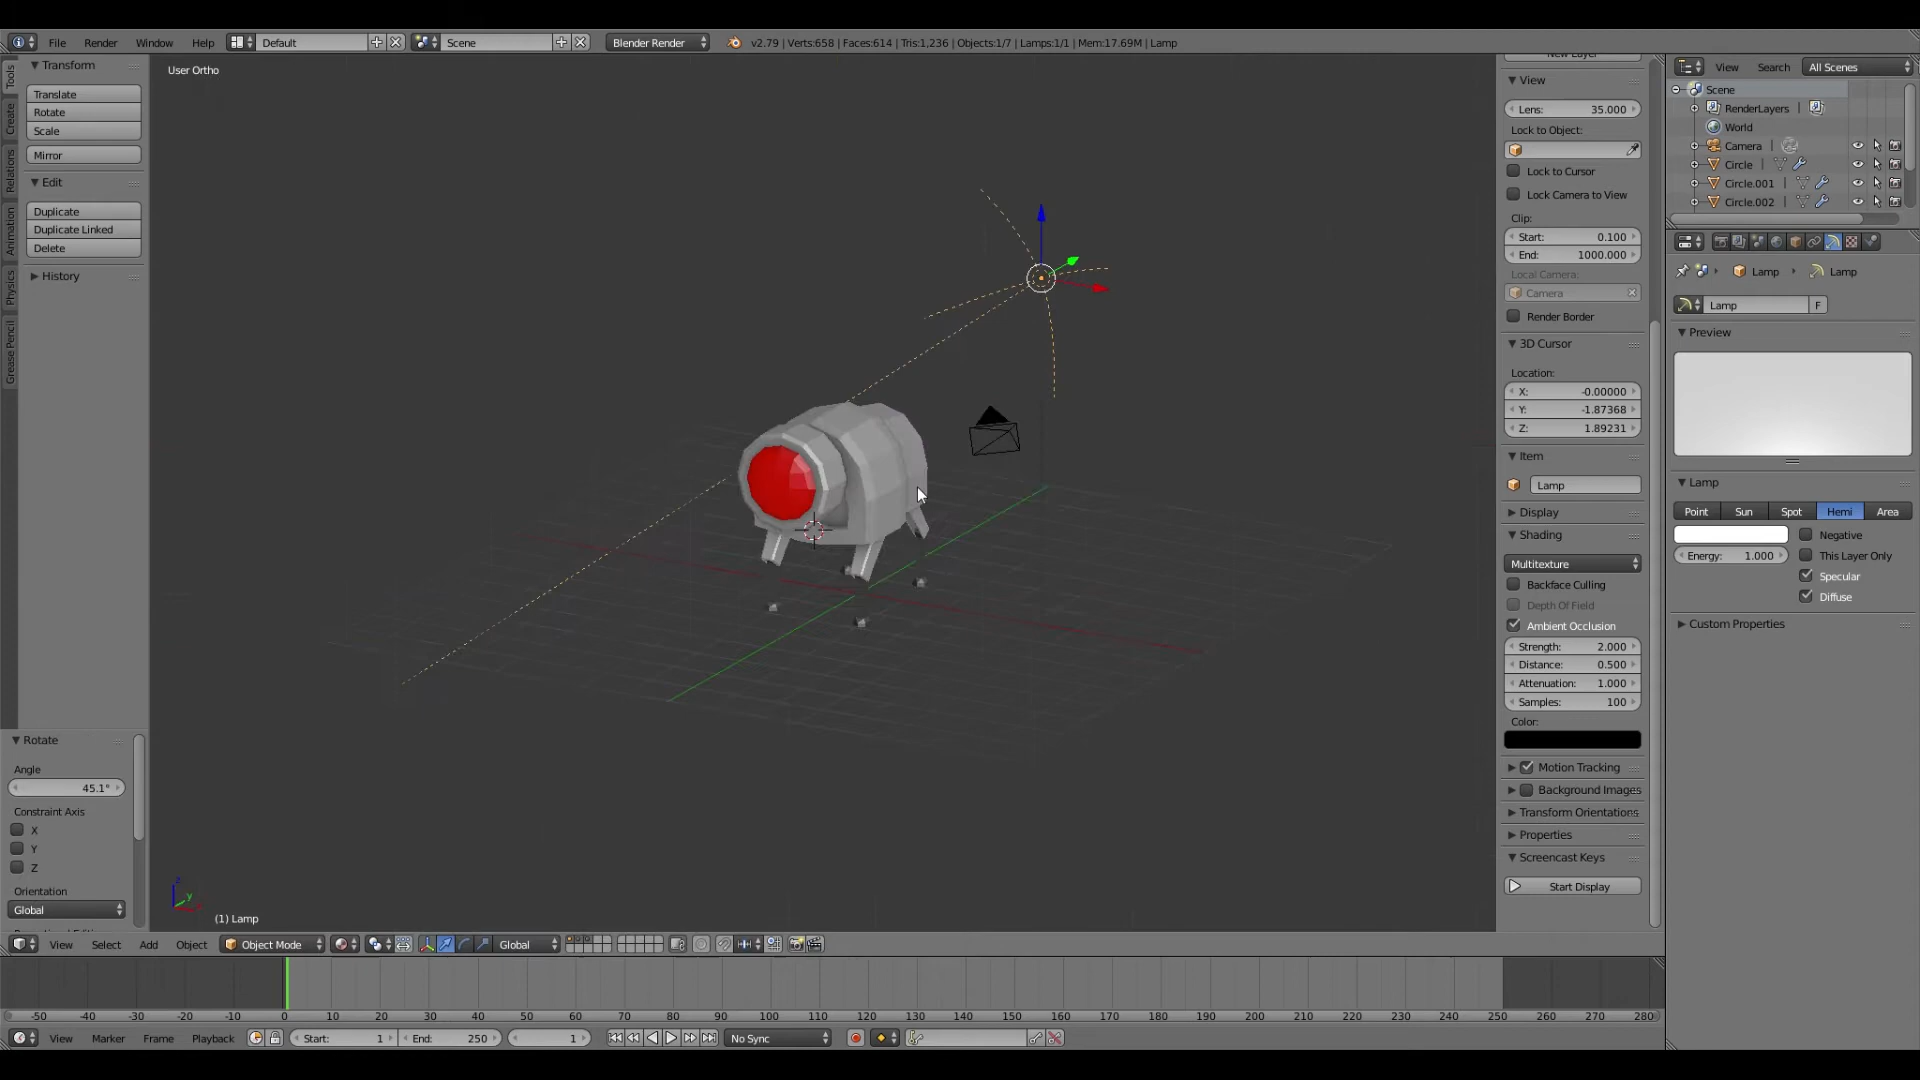 File Render Window Help Default Scene Blender Render v2.79 | Verts:658 | Faces:614 | Tris:1,236 | Objects:1/7 | Lamps:1/1 | Mem:17.69M | Lamp
Tools
Create
Relations
Animation
Physics
Grease Pencil
Transform
Translate
Rotate
Scale
Mirror
Edit
Duplicate
Duplicate Linked
Delete
History
Rotate
Angle
45.1°
Constraint Axis
X
Y
Z
Orientation
Global
User Ortho
z
y
(1) Lamp
New Layer
View
Lens: 35.000
Lock to Object:
Lock to Cursor
Lock Camera to View
Clip:
Start: 0.100
End: 1000.000
Local Camera:
Camera
Render Border
3D Cursor
Location:
X: -0.00000
Y: -1.87368
Z: 1.89231
Item
Lamp
Display
Shading
Multitexture
Backface Culling
Depth Of Field
Ambient Occlusion
Strength: 2.000
Distance: 0.500
Attenuation: 1.000
Samples: 100
Color:
Motion Tracking
Background Images
Transform Orientations
Properties
Screencast Keys
Start Display
View Search All Scenes
Scene
RenderLayers |
World
Camera |
Circle |
Circle.001 |
Circle.002 |
Lamp Lamp
Lamp F
Preview
Lamp
Point Sun Spot Hemi Area
Negative
Energy: 1.000 This Layer Only
Specular
Diffuse
Custom Properties
View Select Add Object Object Mode Global
-50 -40 -30 -20 -10 0 10 20 30 40 50 60 70 80 90 100 110 120 130 140 150 160 170 180 190 200 210 220 230 240 250 260 270 280
View Marker Frame Playback Start: 1 End: 250 1 No Sync